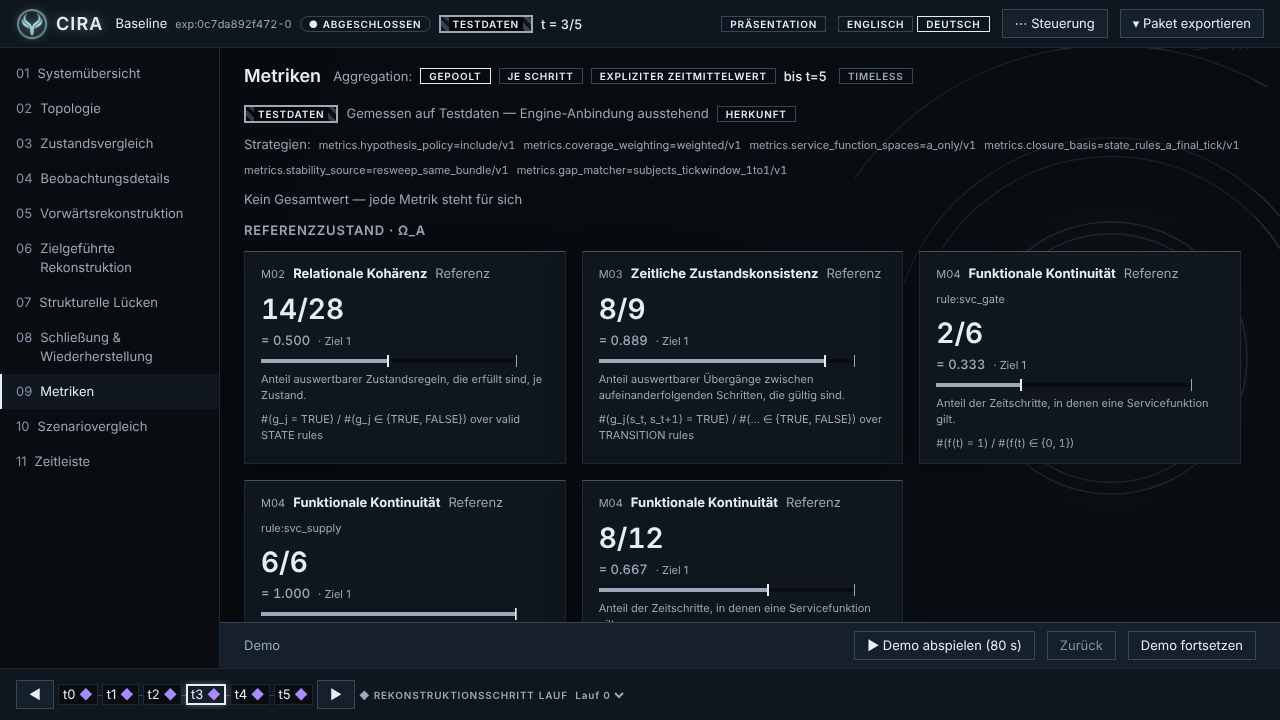 CIRA Baseline exp:0c7da892f472-0 ● ABGESCHLOSSEN TESTDATEN t = 3/5 PRÄSENTATION ENGLISCH DEUTSCH ⋯ Steuerung ▾ Paket exportieren
01 Systemübersicht
02 Topologie
03 Zustandsvergleich
04 Beobachtungsdetails
05 Vorwärtsrekonstruktion
06 Zielgeführte
Rekonstruktion
07 Strukturelle Lücken
08 Schließung &
Wiederherstellung
09 Metriken
10 Szenariovergleich
11 Zeitleiste
Metriken Aggregation: GEPOOLT JE SCHRITT EXPLIZITER ZEITMITTELWERT bis t=5 TIMELESS
TESTDATEN Gemessen auf Testdaten — Engine-Anbindung ausstehend HERKUNFT
Strategien: metrics.hypothesis_policy=include/v1 metrics.coverage_weighting=weighted/v1 metrics.service_function_spaces=a_only/v1 metrics.closure_basis=state_rules_a_final_tick/v1
metrics.stability_source=resweep_same_bundle/v1 metrics.gap_matcher=subjects_tickwindow_1to1/v1
Kein Gesamtwert — jede Metrik steht für sich
REFERENZZUSTAND · Ω_A
M02 Relationale Kohärenz Referenz
14/28
= 0.500 · Ziel 1
Anteil auswertbarer Zustandsregeln, die erfüllt sind, je
Zustand.
#(g_j = TRUE) / #(g_j ∈ {TRUE, FALSE}) over valid
STATE rules
M03 Zeitliche Zustandskonsistenz Referenz
8/9
= 0.889 · Ziel 1
Anteil auswertbarer Übergänge zwischen
aufeinanderfolgenden Schritten, die gültig sind.
#(g_j(s_t, s_t+1) = TRUE) / #(... ∈ {TRUE, FALSE}) over
TRANSITION rules
M04 Funktionale Kontinuität Referenz
rule:svc_gate
2/6
= 0.333 · Ziel 1
Anteil der Zeitschritte, in denen eine Servicefunktion
gilt.
#(f(t) = 1) / #(f(t) ∈ {0, 1})
M04 Funktionale Kontinuität Referenz
rule:svc_supply
6/6
= 1.000 · Ziel 1
M04 Funktionale Kontinuität Referenz
8/12
= 0.667 · Ziel 1
Anteil der Zeitschritte, in denen eine Servicefunktion
Demo ▶ Demo abspielen (80 s) Zurück Demo fortsetzen
◀ t0 ◆ t1 ◆ t2 ◆ t3 ◆ t4 ◆ t5 ◆ ▶ ◆ REKONSTRUKTIONSSCHRITT LAUF Lauf 0